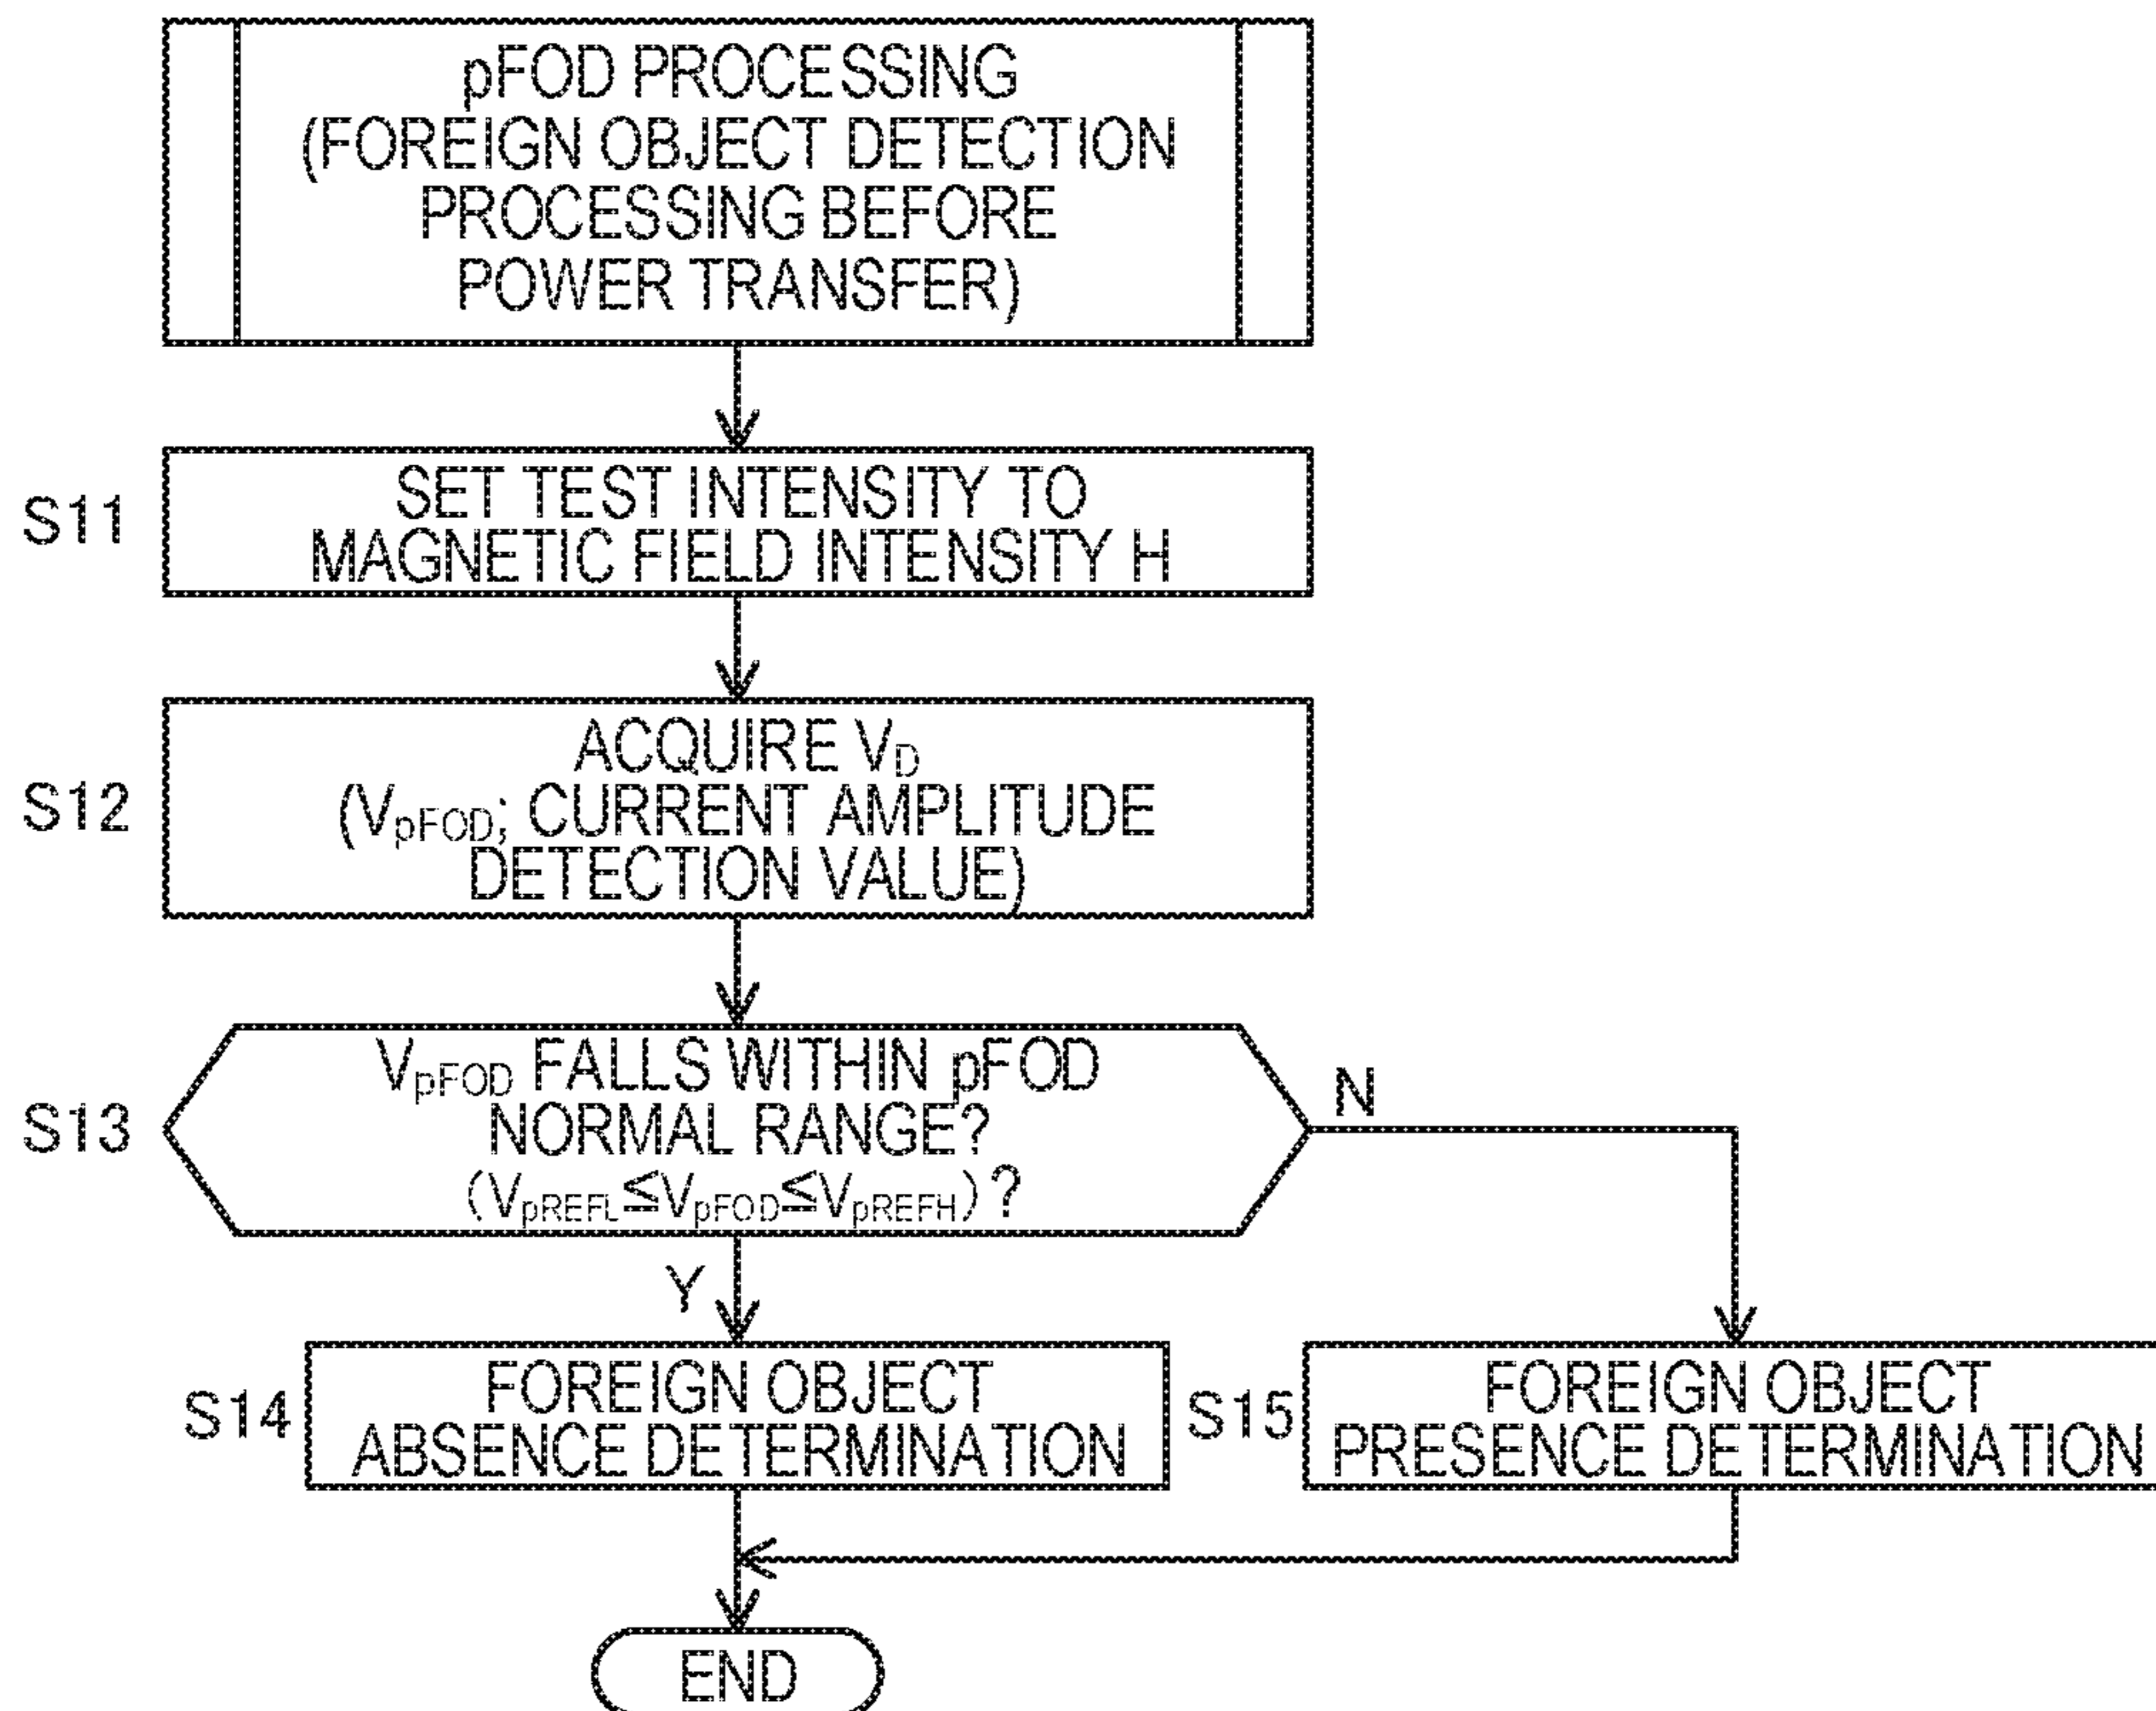 pFOD PROCESSING
(FOREIGN OBJECT DETECTION
PROCESSING BEFORE
POWER TRANSFER)
S11
SET TEST INTENSITY TO
MAGNETIC FIELD INTENSITY H
S12
ACQUIRE VD
(VpFOD; CURRENT AMPLITUDE
DETECTION VALUE)
S13
VpFOD FALLS WITHIN pFOD
NORMAL RANGE?
(VpREFL≤VpFOD≤VpREFH)?
N
Y
S14
FOREIGN OBJECT
ABSENCE DETERMINATION
S15
FOREIGN OBJECT
PRESENCE DETERMINATION
END